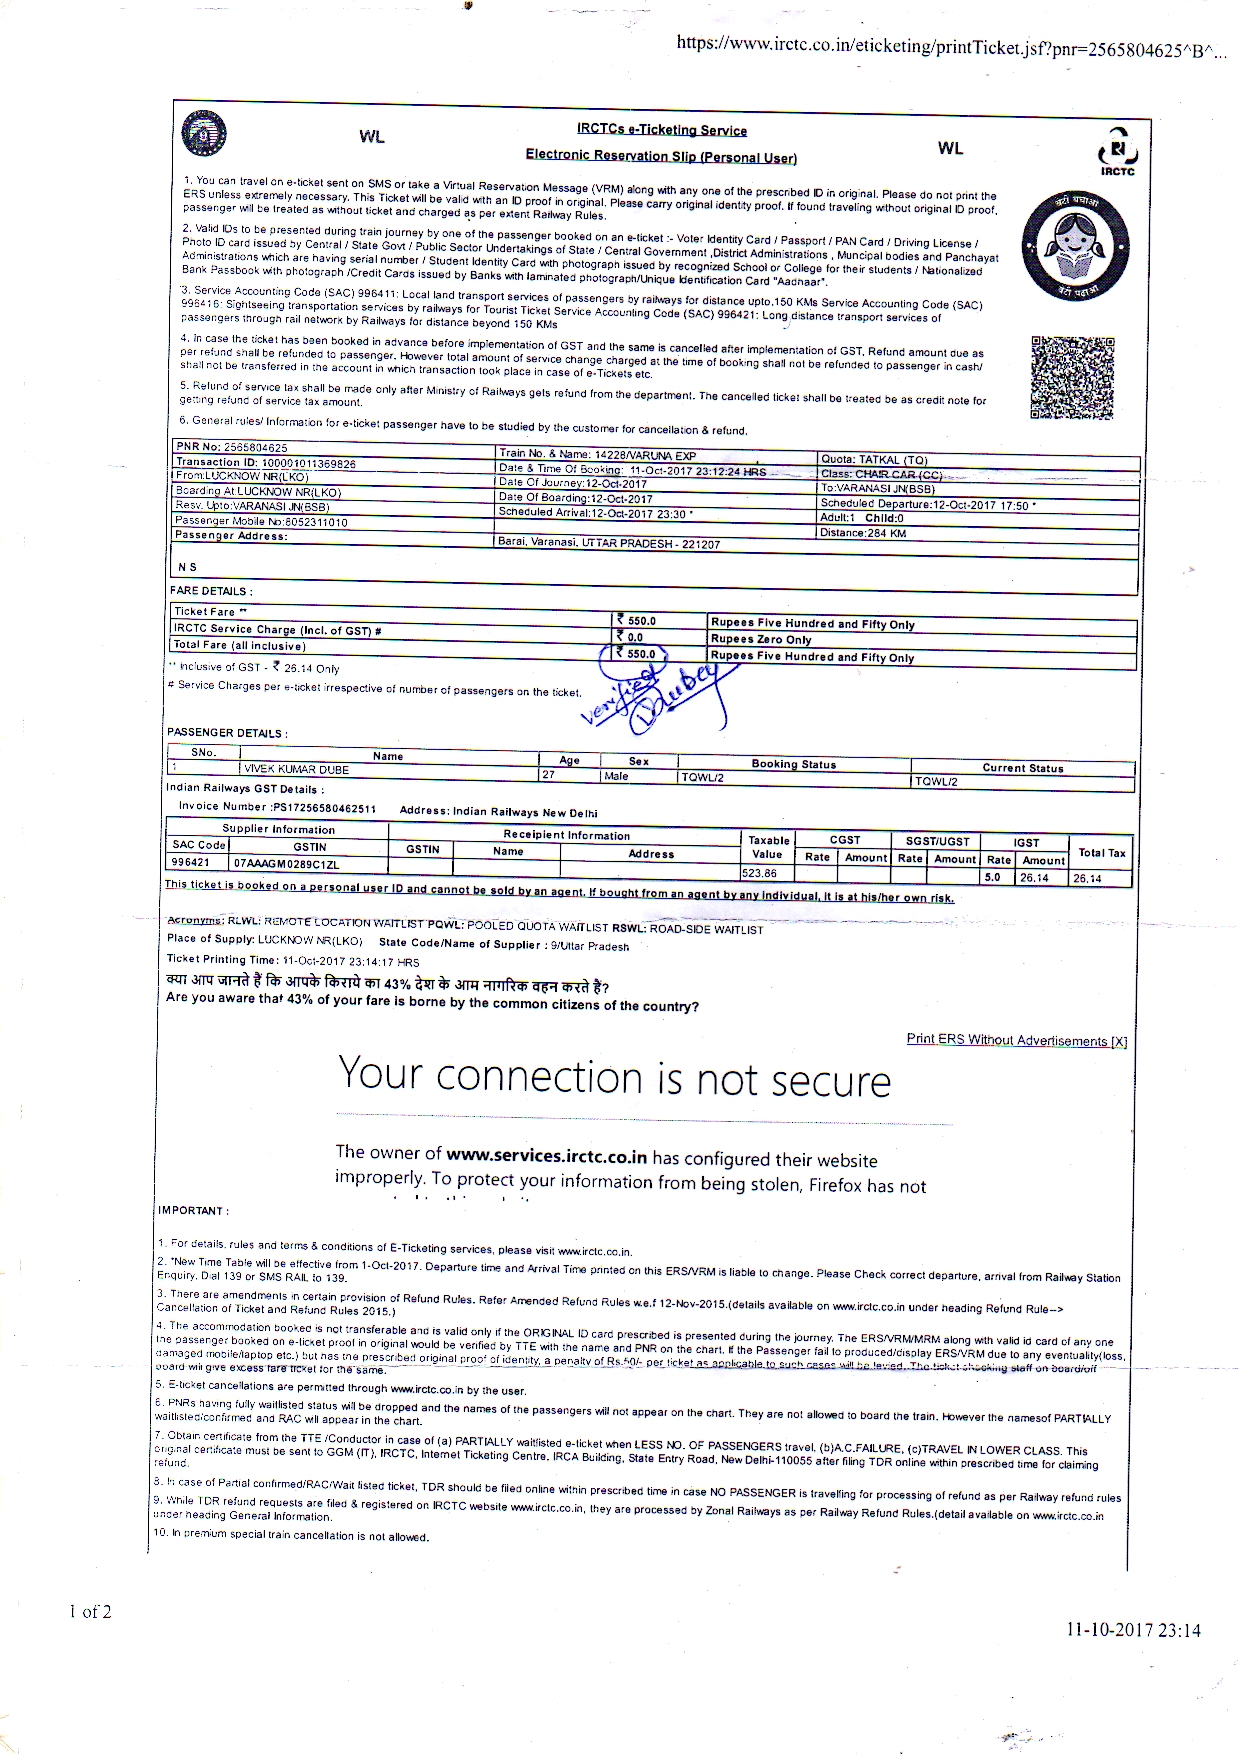 https://www.irctc.co.in/eticketing/printTicket.jsf?pnr=2565804625^B^...
WL
IRCTCs e-Ticketing Service
WL
Electronic Reservation Slip (Personal User)
IRCTC
1. You can travel on e-ticket sent on SMS or take a Virtual Reservation Message (VRM) along with any one of the prescribed ID in original. Please do not print the
ERS unless extremely necessary. This Ticket will be valid with an ID proof in original. Please carry original identity proof. If found traveling without original ID proof,
passenger will be treated as without ticket and charged as per extent Railway Rules.
2. Valid IDs to be presented during train journey by one of the passenger booked on an e-ticket :- Voter Identity Card / Passport / PAN Card / Driving License /
Photo ID card issued by Central / State Govt / Public Sector Undertakings of State / Central Government ,District Administrations , Muncipal bodies and Panchayat
Administrations which are having serial number / Student Identity Card with photograph issued by recognized School or College for their students / Nationalized
Bank Passbook with photograph /Credit Cards issued by Banks with laminated photograph/Unique Identification Card "Aadhaar".
बेटी बचाओ
बेटी पढ़ाओ
3. Service Accounting Code (SAC) 996411: Local land transport services of passengers by railways for distance upto 150 KMs Service Accounting Code (SAC)
996416: Sightseeing transportation services by railways for Tourist Ticket Service Accounting Code (SAC) 996421: Long distance transport services of
passengers through rail network by Railways for distance beyond 150 KMs
4. In case the ticket has been booked in advance before implementation of GST and the same is cancelled after implementation of GST, Refund amount due as
per refund shall be refunded to passenger. However total amount of service change charged at the time of booking shall not be refunded to passenger in cash/
shall not be transferred in the account in which transaction took place in case of e-Tickets etc.
5. Refund of service tax shall be made only after Ministry of Railways gets refund from the department. The cancelled ticket shall be treated be as credit note for
getting refund of service tax amount.
6. General rules/ Information for e-ticket passenger have to be studied by the customer for cancellation & refund.
PNR No: 2565804625 Train No. & Name: 14228/VARUNA EXP Quota: TATKAL (TQ)
Transaction ID: 100001011369826 Date & Time Of Booking: 11-Oct-2017 23:12:24 HRS Class: CHAIR CAR (CC)
From:LUCKNOW NR(LKO) Date Of Journey:12-Oct-2017 To:VARANASI JN(BSB)
Boarding At:LUCKNOW NR(LKO) Date Of Boarding:12-Oct-2017 Scheduled Departure:12-Oct-2017 17:50 *
Resv. Upto:VARANASI JN(BSB) Scheduled Arrival:12-Oct-2017 23:30 * Adult:1 Child:0
Passenger Mobile No:8052311010 Distance:284 KM
Passenger Address: Barai, Varanasi, UTTAR PRADESH - 221207
N S
FARE DETAILS :
Ticket Fare ** ₹ 550.0 Rupees Five Hundred and Fifty Only
IRCTC Service Charge (Incl. of GST) # ₹ 0.0 Rupees Zero Only
Total Fare (all inclusive) ₹ 550.0 Rupees Five Hundred and Fifty Only
** Inclusive of GST - ₹ 26.14 Only
# Service Charges per e-ticket irrespective of number of passengers on the ticket.
verified
Dubey
PASSENGER DETAILS :
SNo. Name Age Sex Booking Status Current Status
1 VIVEK KUMAR DUBE 27 Male TQWL/2 TQWL/2
Indian Railways GST Details :
Invoice Number :PS17256580462511 Address: Indian Railways New Delhi
Supplier Information Receipient Information Taxable Value CGST SGST/UGST IGST Total Tax
SAC Code GSTIN GSTIN Name Address Rate Amount Rate Amount Rate Amount
996421 07AAAGM0289C1ZL 523.86 5.0 26.14 26.14
This ticket is booked on a personal user ID and cannot be sold by an agent. If bought from an agent by any individual, it is at his/her own risk.
Acronyms: RLWL: REMOTE LOCATION WAITLIST PQWL: POOLED QUOTA WAITLIST RSWL: ROAD-SIDE WAITLIST
Place of Supply: LUCKNOW NR(LKO) State Code/Name of Supplier : 9/Uttar Pradesh
Ticket Printing Time: 11-Oct-2017 23:14:17 HRS
क्या आप जानते हैं कि आपके किराये का 43% देश के आम नागरिक वहन करते हैं?
Are you aware that 43% of your fare is borne by the common citizens of the country?
Print ERS Without Advertisements [X]
Your connection is not secure
The owner of www.services.irctc.co.in has configured their website
improperly. To protect your information from being stolen, Firefox has not
IMPORTANT :
1. For details, rules and terms & conditions of E-Ticketing services, please visit www.irctc.co.in.
2. *New Time Table will be effective from 1-Oct-2017. Departure time and Arrival Time printed on this ERS/VRM is liable to change. Please Check correct departure, arrival from Railway Station
Enquiry, Dial 139 or SMS RAIL to 139.
3. There are amendments in certain provision of Refund Rules. Refer Amended Refund Rules w.e.f 12-Nov-2015.(details available on www.irctc.co.in under heading Refund Rule-->
Cancellation of Ticket and Refund Rules 2015.)
4. The accommodation booked is not transferable and is valid only if the ORIGINAL ID card prescribed is presented during the journey. The ERS/VRM/MRM along with valid id card of any one
the passenger booked on e-ticket proof in original would be verified by TTE with the name and PNR on the chart. If the Passenger fail to produced/display ERS/VRM due to any eventuality(loss,
damaged mobile/laptop etc.) but has the prescribed original proof of identity, a penalty of Rs.50/- per ticket as applicable to such cases will be levied. The ticket checking staff on board/off
board will give excess fare ticket for the same.
5. E-ticket cancellations are permitted through www.irctc.co.in by the user.
6. PNRs having fully waitlisted status will be dropped and the names of the passengers will not appear on the chart. They are not allowed to board the train. However the namesof PARTIALLY
waitlisted/confirmed and RAC will appear in the chart.
7. Obtain certificate from the TTE /Conductor in case of (a) PARTIALLY waitlisted e-ticket when LESS NO. OF PASSENGERS travel, (b)A.C.FAILURE, (c)TRAVEL IN LOWER CLASS. This
original certificate must be sent to GGM (IT), IRCTC, Internet Ticketing Centre, IRCA Building, State Entry Road, New Delhi-110055 after filing TDR online within prescribed time for claiming
refund.
8. In case of Partial confirmed/RAC/Wait listed ticket, TDR should be filed online within prescribed time in case NO PASSENGER is travelling for processing of refund as per Railway refund rules
9. While TDR refund requests are filed & registered on IRCTC website www.irctc.co.in, they are processed by Zonal Railways as per Railway Refund Rules.(detail available on www.irctc.co.in
under heading General Information.
10. In premium special train cancellation is not allowed.
1 of 2
11-10-2017 23:14